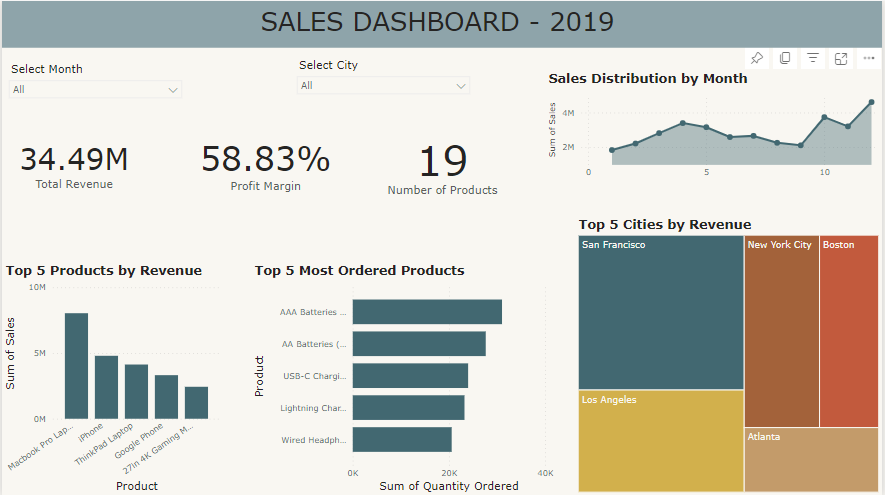 SALES DASHBOARD - 2019
Select Month
All
Select City
All
34.49M
Total Revenue
58.83%
Profit Margin
19
Number of Products
Sales Distribution by Month
Sum of Sales
4M
2M
0
5
10
Top 5 Products by Revenue
Sum of Sales
10M
5M
0M
Macbook Pro Lap...
iPhone
ThinkPad Laptop
Google Phone
27in 4K Gaming M...
Product
Top 5 Most Ordered Products
Product
AAA Batteries ...
AA Batteries (...
USB-C Chargi...
Lightning Char...
Wired Headph...
0K
20K
40K
Sum of Quantity Ordered
Top 5 Cities by Revenue
San Francisco
New York City
Boston
Los Angeles
Atlanta